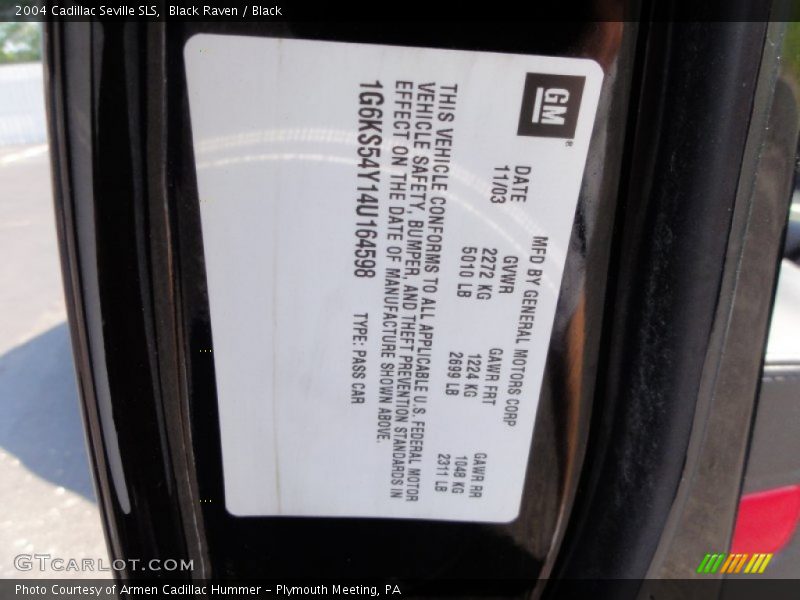 2004 Cadillac Seville SLS, Black Raven / Black
GM®
MFD BY GENERAL MOTORS CORP
DATE GVWR GAWR FRT GAWR RR
11/03 2272 KG 1224 KG 1048 KG
5010 LB 2699 LB 2311 LB
THIS VEHICLE CONFORMS TO ALL APPLICABLE U.S. FEDERAL MOTOR
VEHICLE SAFETY, BUMPER, AND THEFT PREVENTION STANDARDS IN
EFFECT ON THE DATE OF MANUFACTURE SHOWN ABOVE.
1G6KS54Y14U164598 TYPE: PASS CAR
GTCARLOT.COM
Photo Courtesy of Armen Cadillac Hummer - Plymouth Meeting, PA